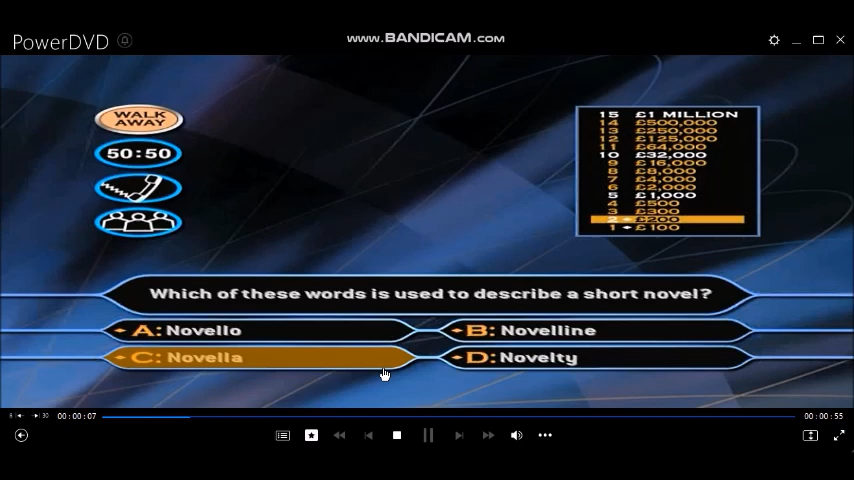 PowerDVD
www.BANDICAM.com
WALK
AWAY
50:50
15 £1 MILLION
14 £500,000
13 £250,000
12 £125,000
11 £64,000
10 £32,000
9 £16,000
8 £8,000
7 £4,000
6 £2,000
5 £1,000
4 £500
3 £300
2 £200
1 £100
Which of these words is used to describe a short novel?
A: Novello
B: Novelline
C: Novella
D: Novelty
8 30 00:00:07
00:00:55